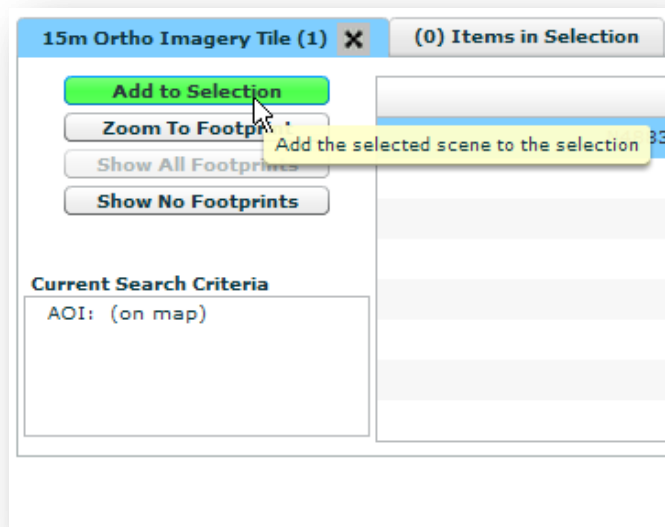 15m Ortho Imagery Tile (1)
(0) Items in Selection
Add to Selection
Zoom To
Add the selected scene to the selection
Show All Footprints
Show No Footprints
Current Search Criteria
AOI: (on map)